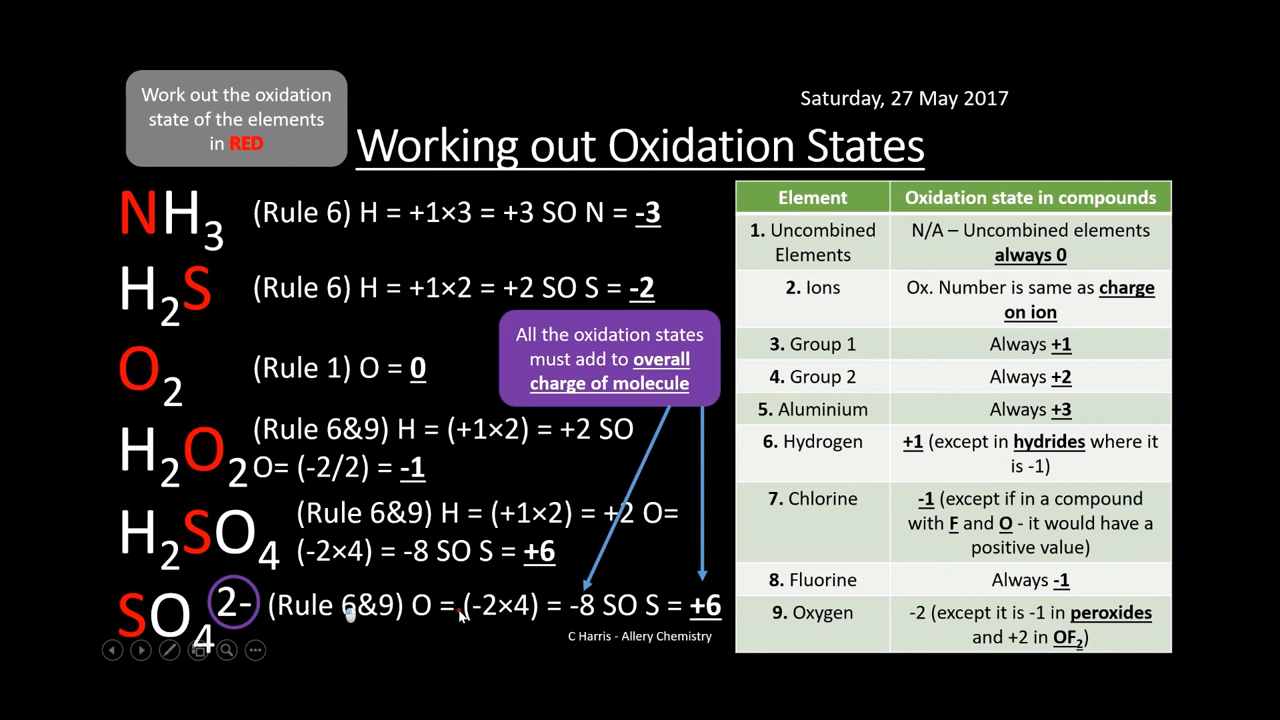 Work out the oxidation
state of the elements
in RED
Saturday, 27 May 2017
Working out Oxidation States
NH₃ (Rule 6) H = +1×3 = +3 SO N = -3
H₂S (Rule 6) H = +1×2 = +2 SO S = -2
All the oxidation states
must add to overall
charge of molecule
O₂ (Rule 1) O = 0
H₂O₂ (Rule 6&9) H = (+1×2) = +2 SO
O= (-2/2) = -1
H₂SO₄ (Rule 6&9) H = (+1×2) = +2 O=
(-2×4) = -8 SO S = +6
SO₄²⁻ (Rule 6&9) O = (-2×4) = -8 SO S = +6
C Harris - Allery Chemistry
Element Oxidation state in compounds
1. Uncombined
Elements
N/A – Uncombined elements
always 0
2. Ions
Ox. Number is same as charge
on ion
3. Group 1 Always +1
4. Group 2 Always +2
5. Aluminium Always +3
6. Hydrogen
+1 (except in hydrides where it
is -1)
7. Chlorine
-1 (except if in a compound
with F and O - it would have a
positive value)
8. Fluorine Always -1
9. Oxygen
-2 (except it is -1 in peroxides
and +2 in OF₂)